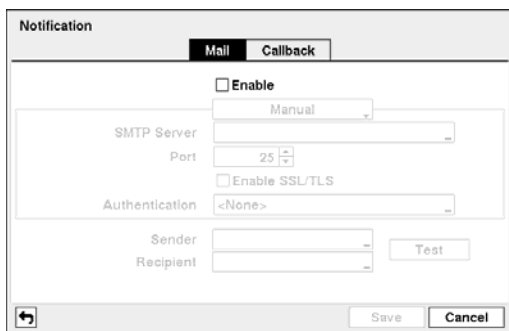 Notification
Mail Callback
Enable
Manual
SMTP Server
Port 25
Enable SSL/TLS
Authentication <None>
Sender
Test
Recipient
Save Cancel